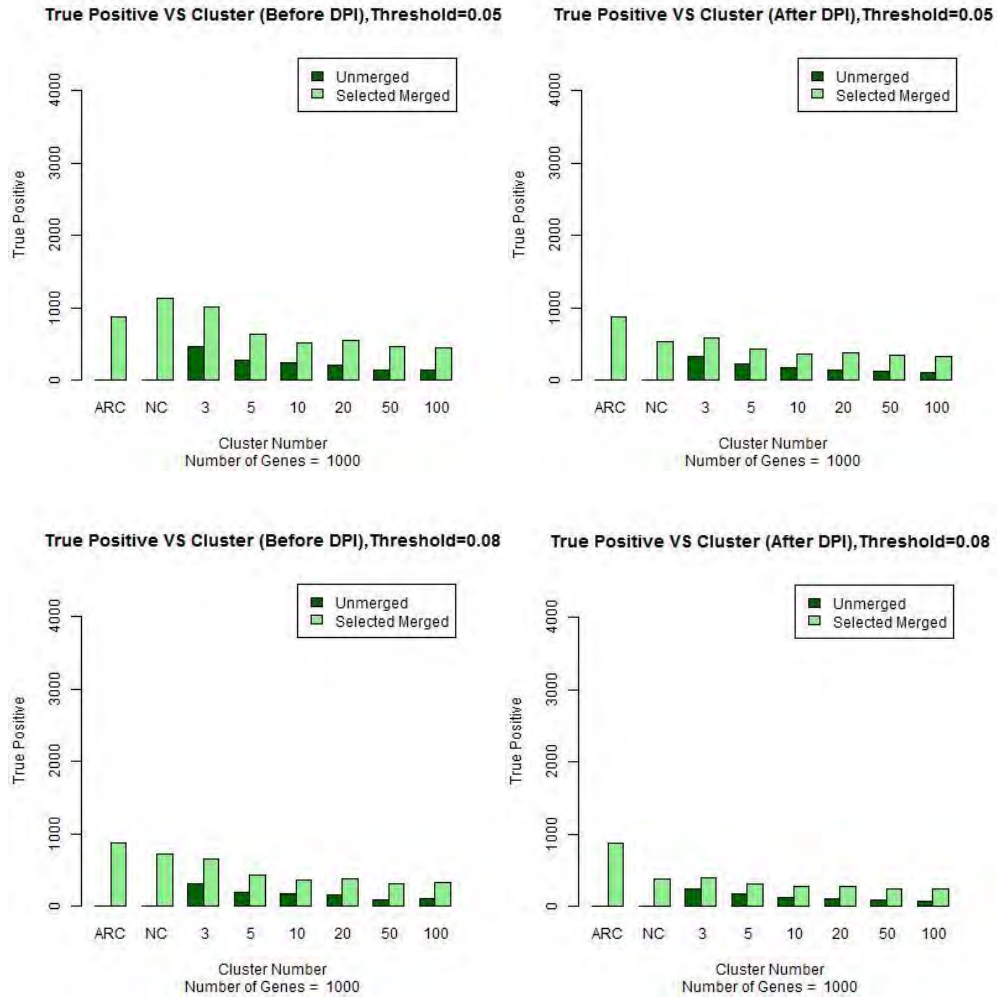 True Positive VS Cluster (Before DPI),Threshold=0.05
Unmerged
Selected Merged
True Positive
4000
3000
2000
1000
0
ARC NC 3 5 10 20 50 100
Cluster Number
Number of Genes = 1000
True Positive VS Cluster (After DPI),Threshold=0.05
Unmerged
Selected Merged
True Positive
4000
3000
2000
1000
0
ARC NC 3 5 10 20 50 100
Cluster Number
Number of Genes = 1000
True Positive VS Cluster (Before DPI),Threshold=0.08
Unmerged
Selected Merged
True Positive
4000
3000
2000
1000
0
ARC NC 3 5 10 20 50 100
Cluster Number
Number of Genes = 1000
True Positive VS Cluster (After DPI),Threshold=0.08
Unmerged
Selected Merged
True Positive
4000
3000
2000
1000
0
ARC NC 3 5 10 20 50 100
Cluster Number
Number of Genes = 1000